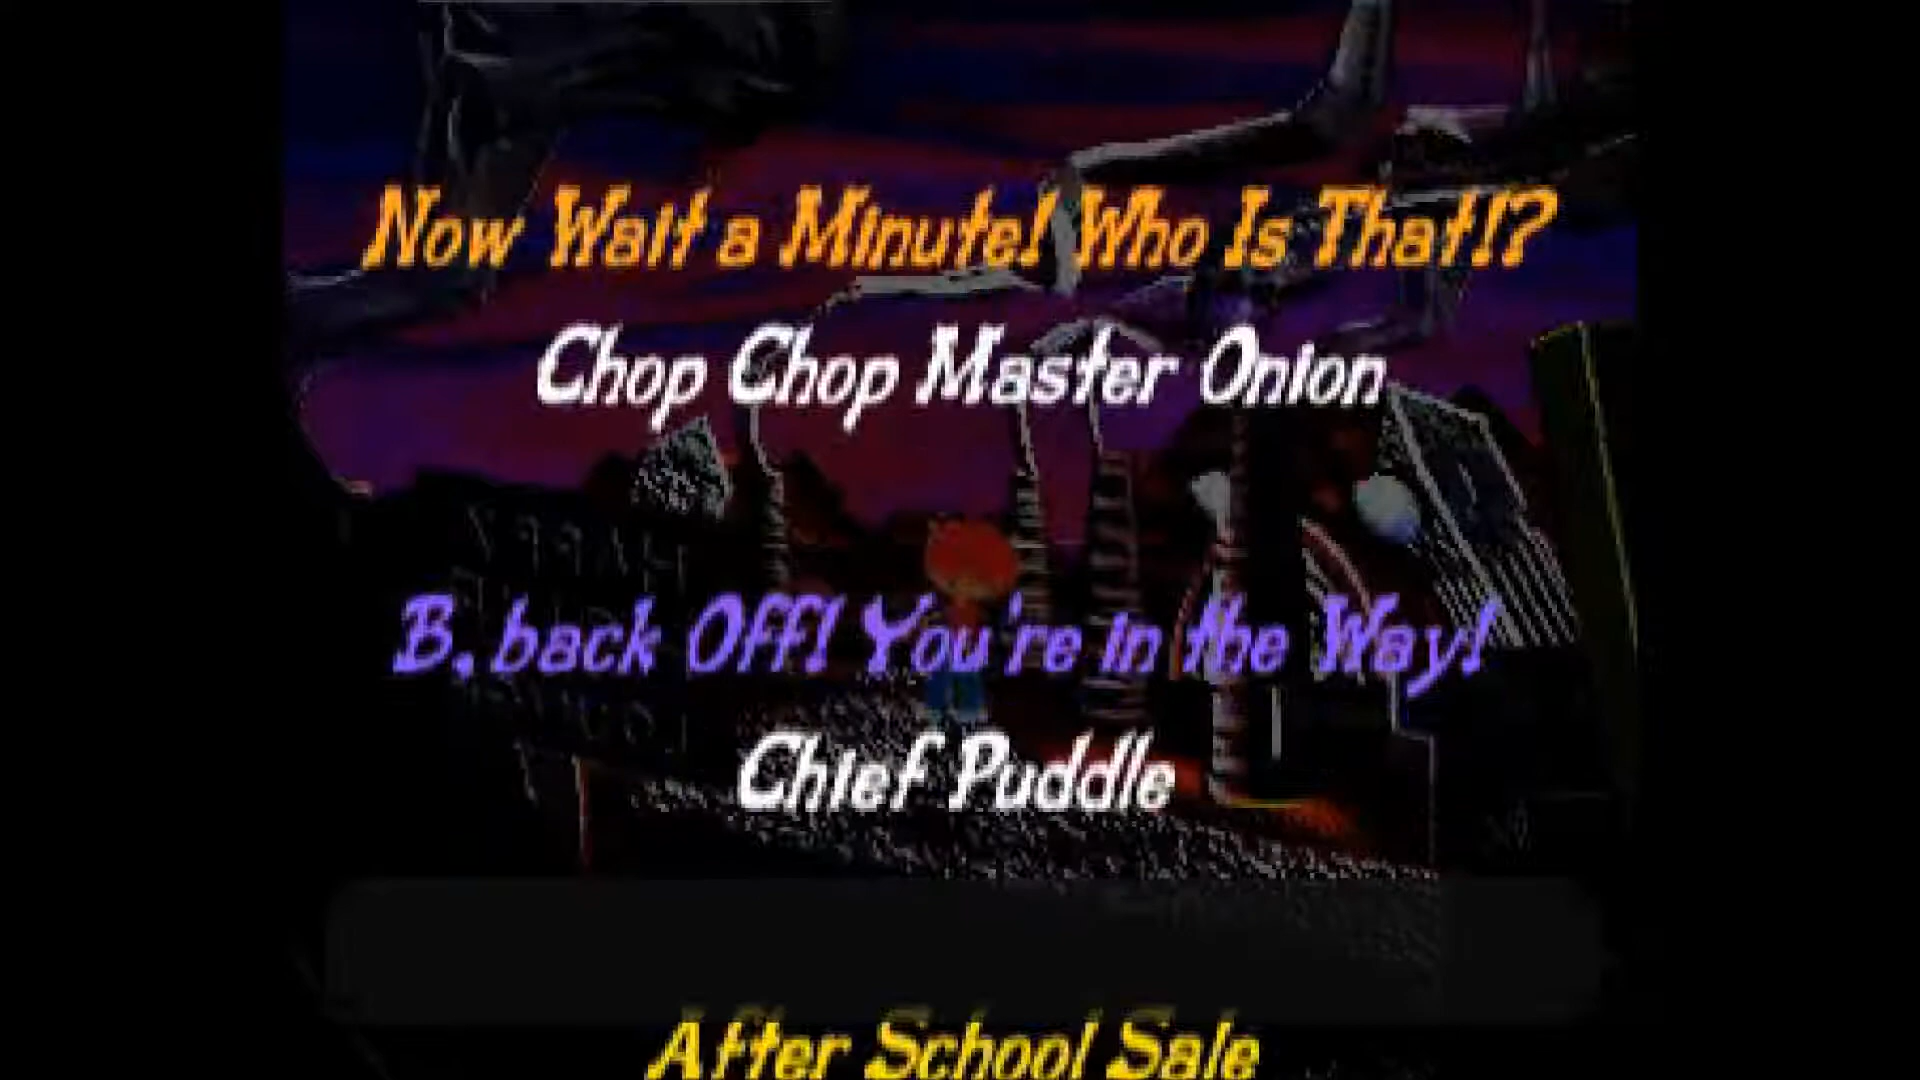 Now Wait a Minute! Who Is That!?
Chop Chop Master Onion
B, back Off! You're in the Way!
Chief Puddle
After School Sale